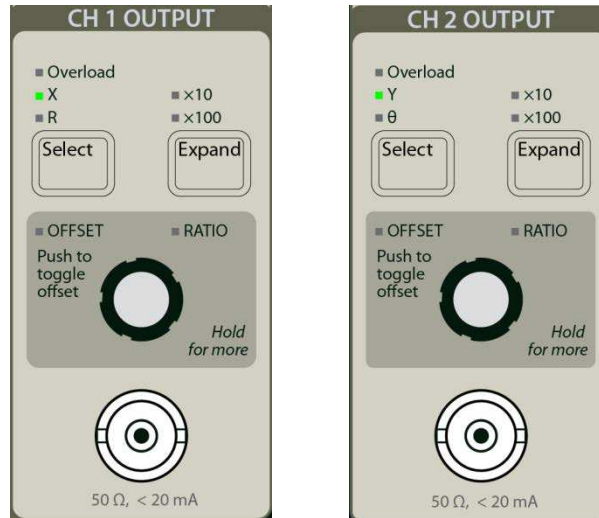 CH 1 OUTPUT
Overload
X ×10
R ×100
Select Expand
OFFSET RATIO
Push to
toggle
offset
Hold
for more
50 Ω, < 20 mA
CH 2 OUTPUT
Overload
Y ×10
θ ×100
Select Expand
OFFSET RATIO
Push to
toggle
offset
Hold
for more
50 Ω, < 20 mA